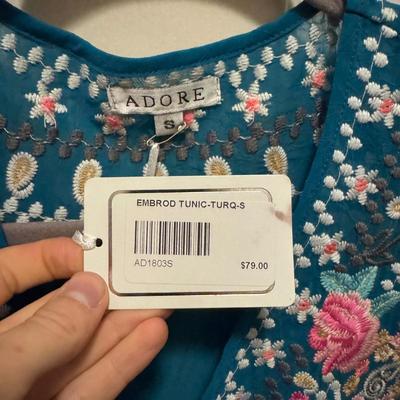 ADORE
S
EMBROD TUNIC-TURQ-S
AD1803S
$79.00